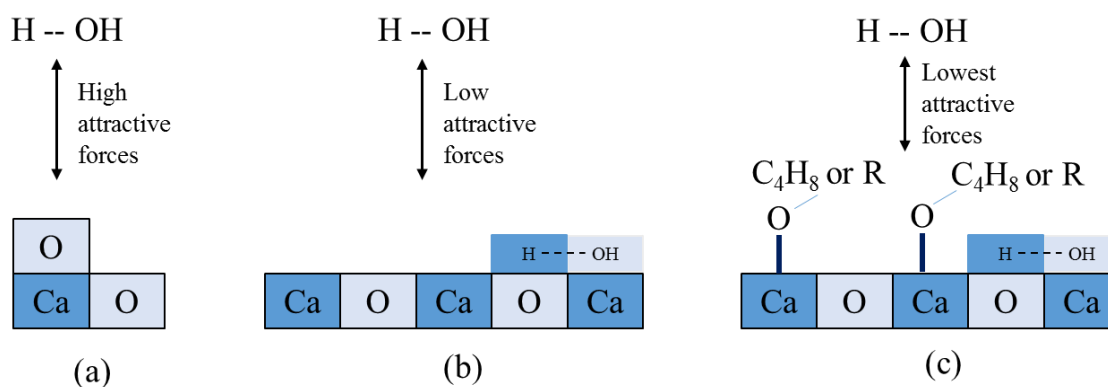 H -- OH
High
attractive
forces
O
Ca O
(a)
H -- OH
Low
attractive
forces
H ---- OH
Ca O Ca O Ca
(b)
H -- OH
Lowest
attractive
forces
C₄H₈ or R C₄H₈ or R
O O
H ---- OH
Ca O Ca O Ca
(c)